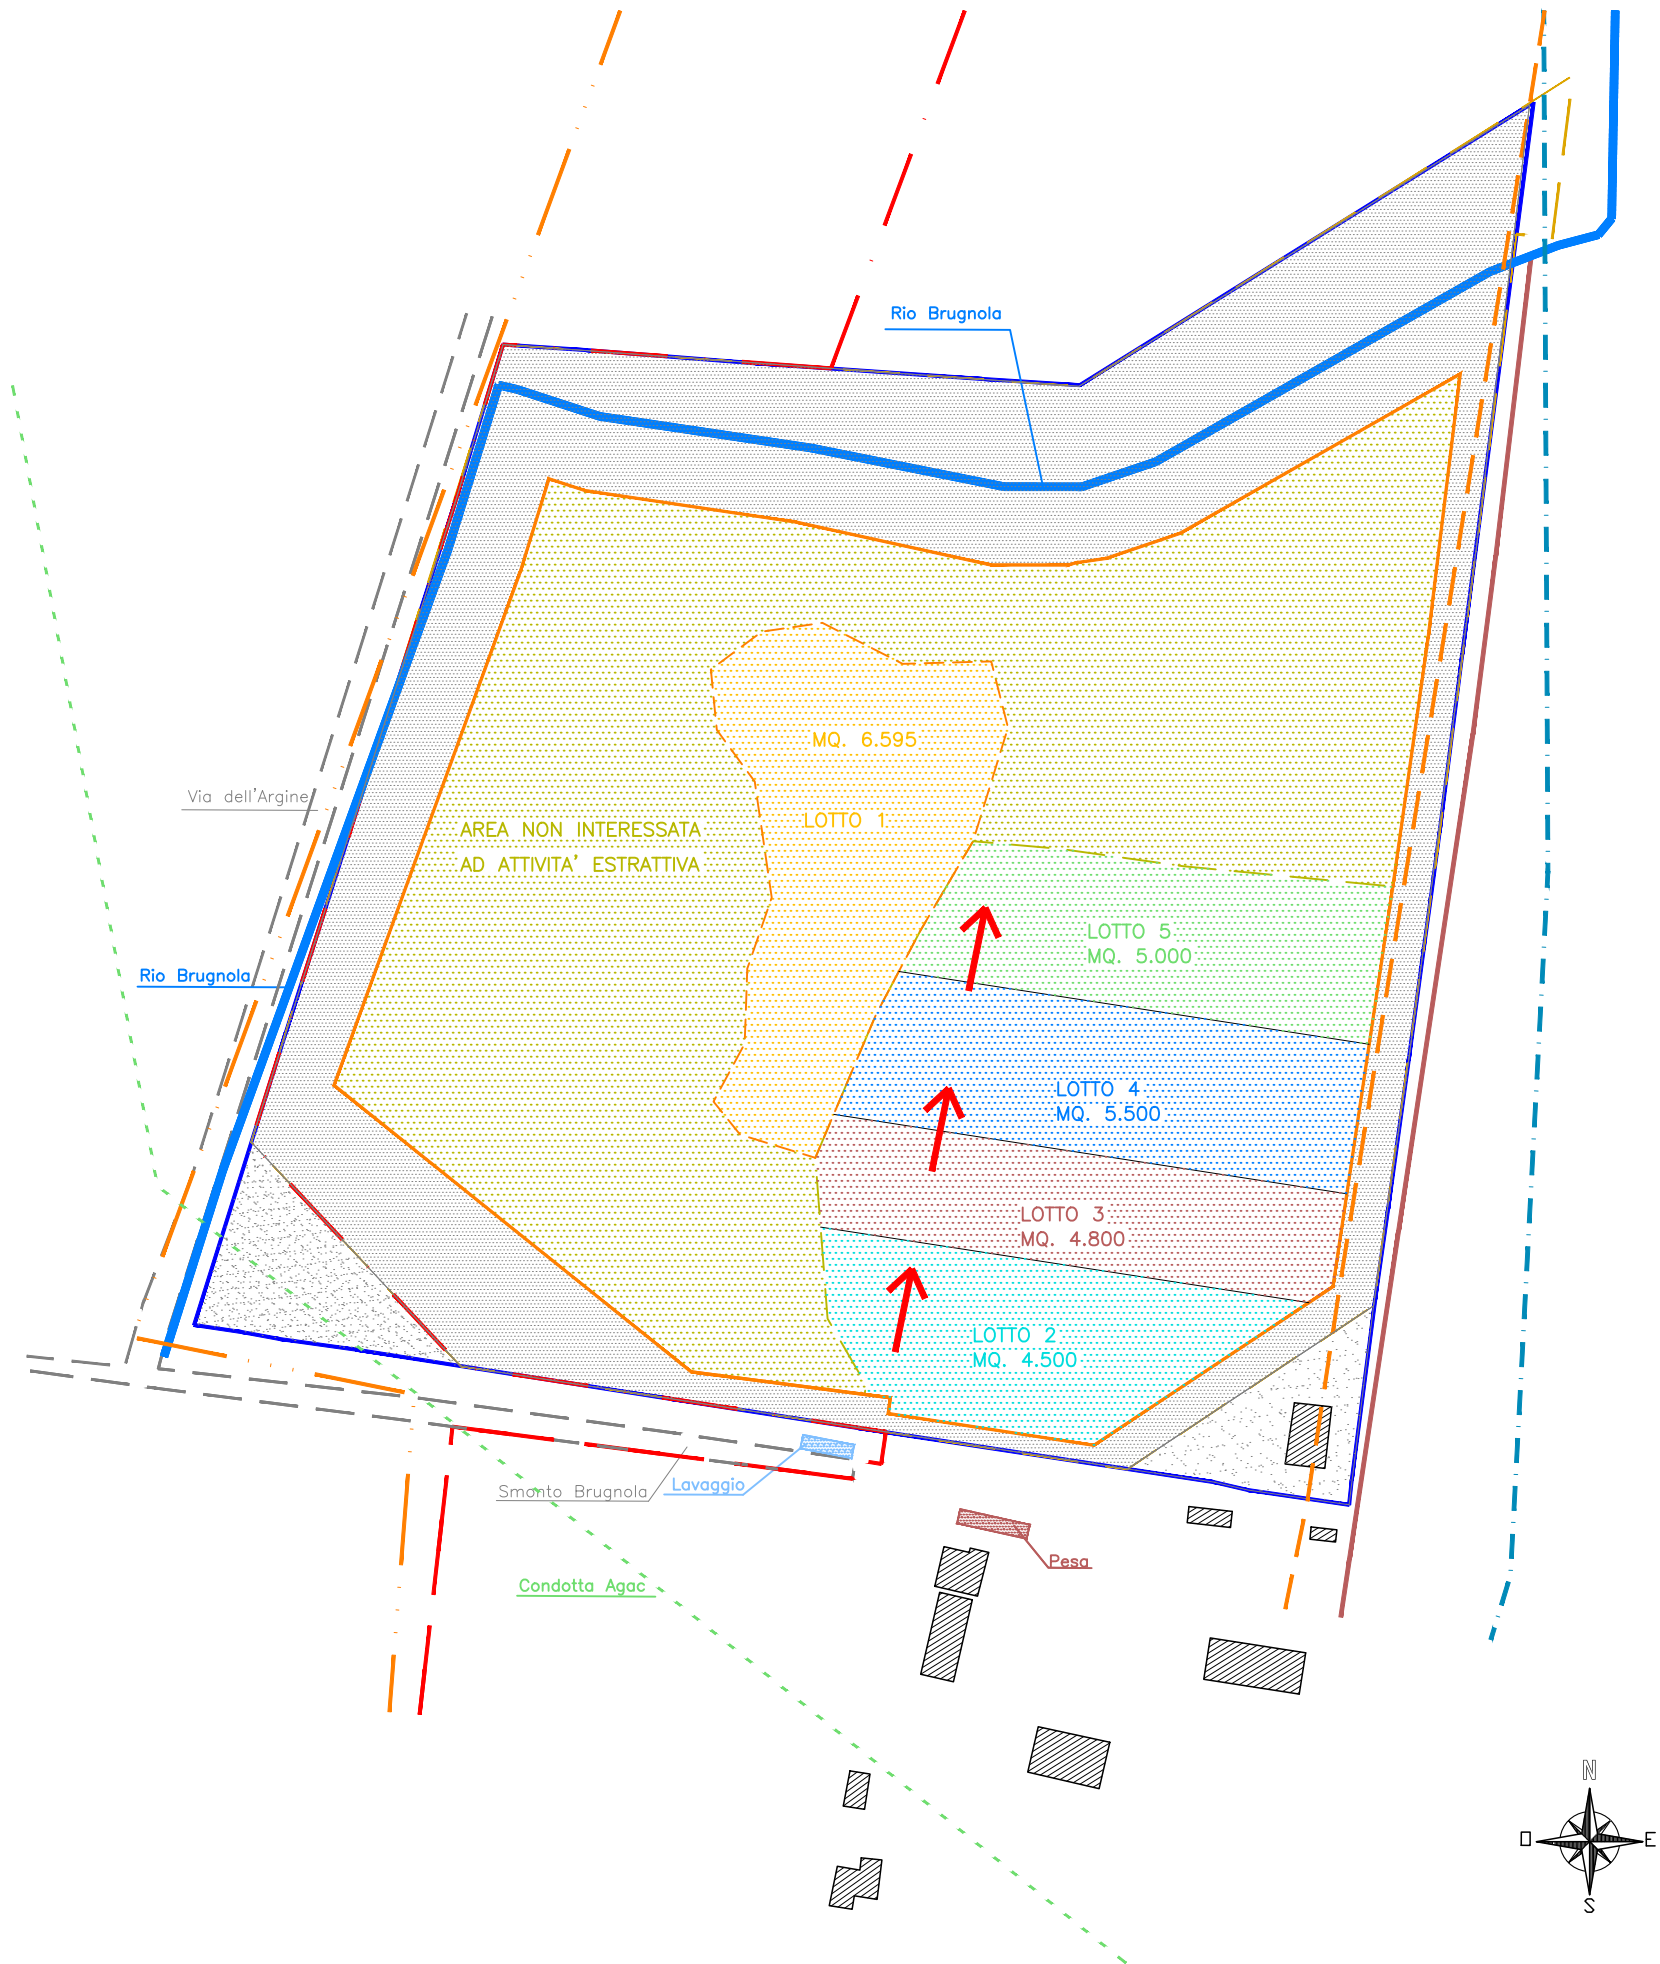 Rio Brugnola
MQ. 6.595
Via dell'Argine
LOTTO 1
AREA NON INTERESSATA
AD ATTIVITA' ESTRATTIVA
LOTTO 5
MQ. 5.000
Rio Brugnola
LOTTO 4
MQ. 5.500
LOTTO 3
MQ. 4.800
LOTTO 2
MQ. 4.500
Lavaggio
Smonto Brugnola
Pesa
Condotta Agac
N
O
E
S